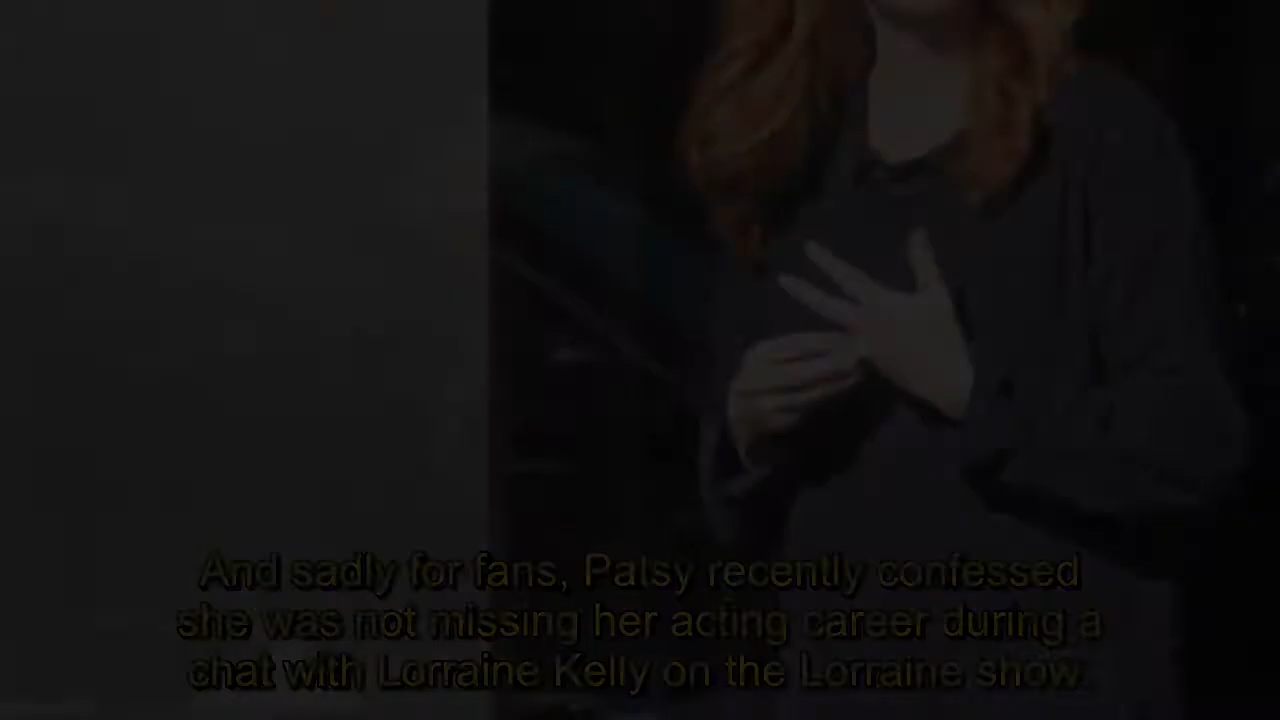 And sadly for fans, Patsy recently confessed
she was not missing her acting career during a
chat with Lorraine Kelly on the Lorraine show.